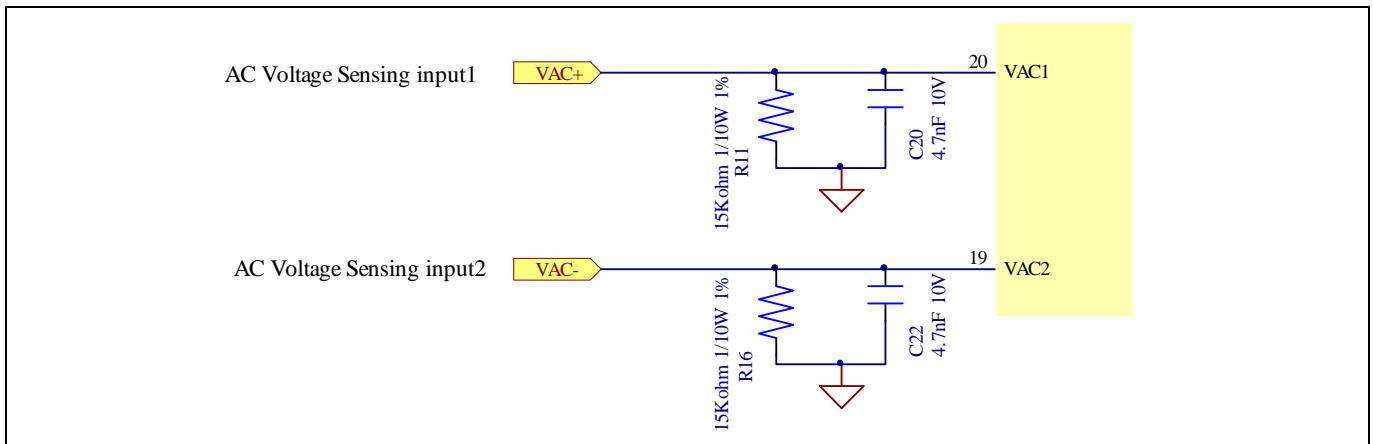 AC Voltage Sensing input1
VAC+
20
VAC1
15Kohm 1/10W 1%
R11
C20
4.7nF 10V
AC Voltage Sensing input2
VAC-
19
VAC2
15Kohm 1/10W 1%
R16
C22
4.7nF 10V